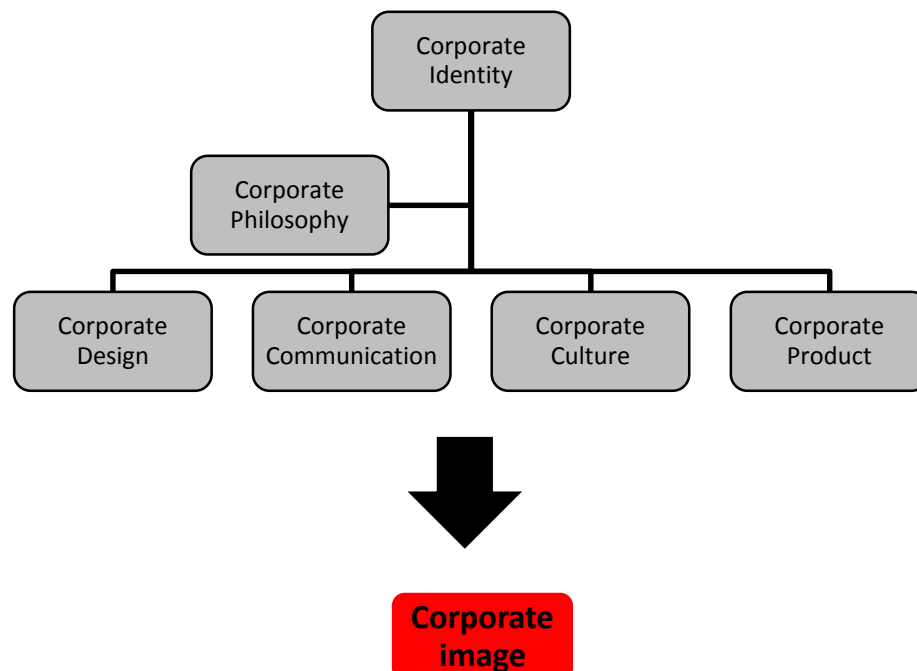 Corporate
Identity
Corporate
Philosophy
Corporate
Design
Corporate
Communication
Corporate
Culture
Corporate
Product
Corporate
image